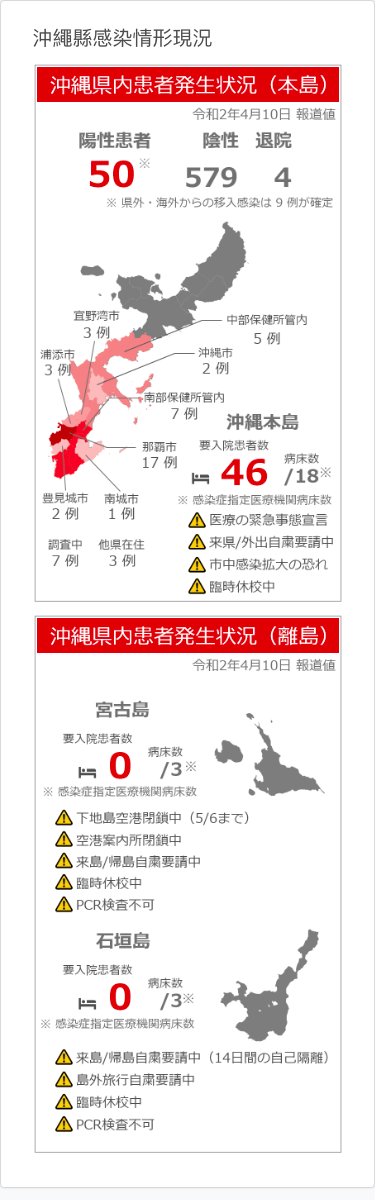 沖繩縣感染情形現況
沖縄県内患者発生状況（本島）
令和2年4月10日 報道値
陽性患者 陰性 退院
50※ 579 4
※ 県外・海外からの移入感染は 9 例が確定
宜野湾市
3 例
中部保健所管内
5 例
浦添市
3 例
沖縄市
2 例
南部保健所管内
7 例
那覇市
17 例
豊見城市
2 例
南城市
1 例
調査中
7 例
他県在住
3 例
沖縄本島
要入院患者数
46
病床数
/18※
※ 感染症指定医療機関病床数
医療の緊急事態宣言
来県/外出自粛要請中
市中感染拡大の恐れ
臨時休校中
沖縄県内患者発生状況（離島）
令和2年4月10日 報道値
宮古島
要入院患者数
0
病床数
/3※
※ 感染症指定医療機関病床数
下地島空港閉鎖中（5/6まで）
空港案内所閉鎖中
来島/帰島自粛要請中
臨時休校中
PCR検査不可
石垣島
要入院患者数
0
病床数
/3※
※ 感染症指定医療機関病床数
来島/帰島自粛要請中（14日間の自己隔離）
島外旅行自粛要請中
臨時休校中
PCR検査不可